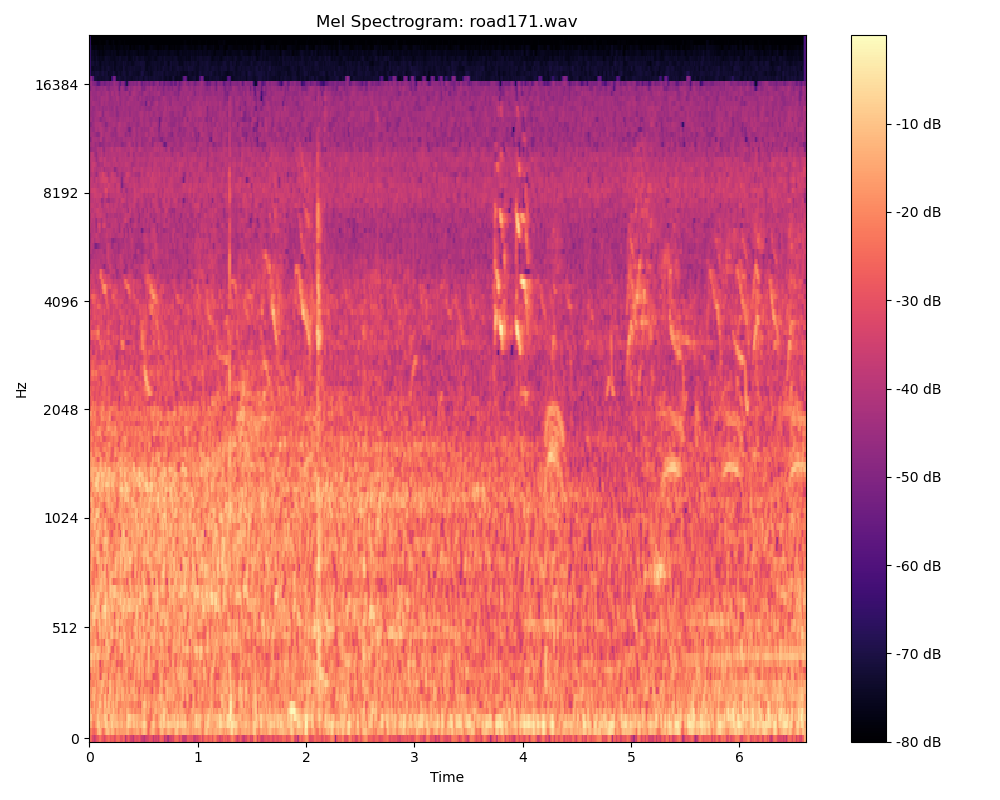 Mel Spectrogram: road171.wav
16384
8192
4096
2048
1024
512
0
Hz
0 1 2 3 4 5 6
Time
-10 dB
-20 dB
-30 dB
-40 dB
-50 dB
-60 dB
-70 dB
-80 dB